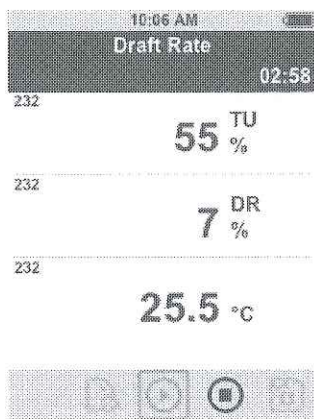 10:06 AM
Draft Rate
02:58
232
55 TU %
232
7 DR %
232
25.5 °C